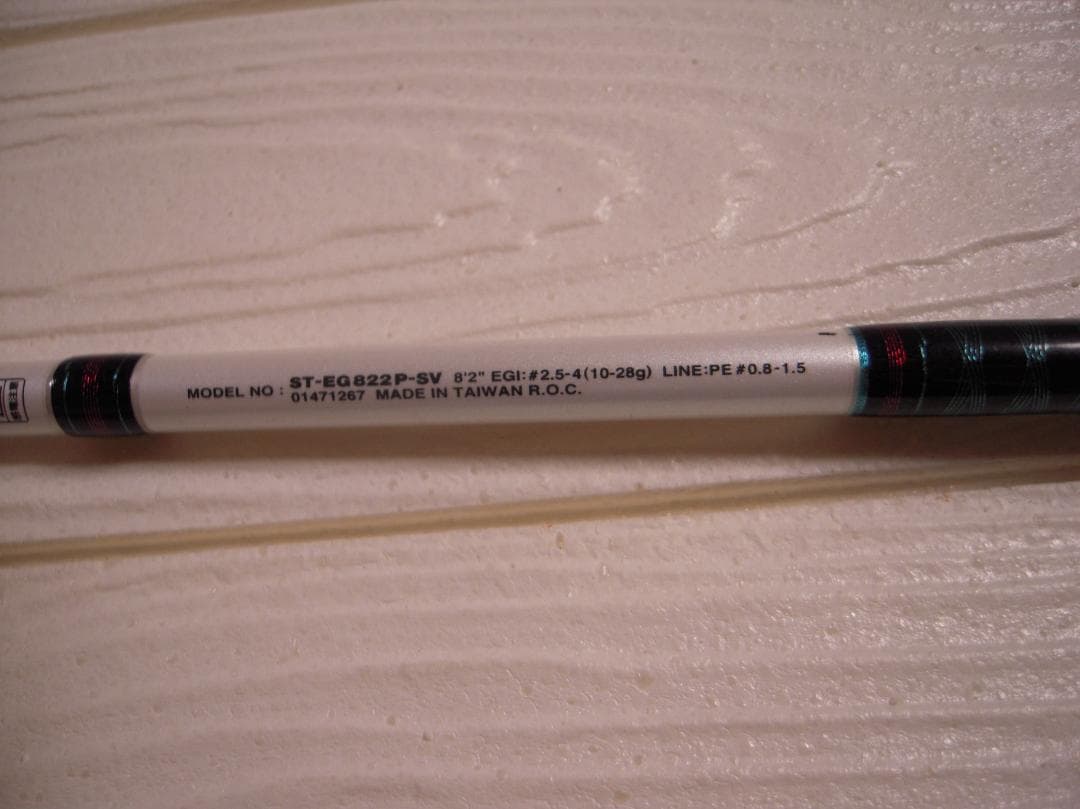 MODEL NO : ST-EG822P-SV 8'2" EGI:#2.5-4(10-28g) LINE:PE#0.8-1.5
01471267 MADE IN TAIWAN R.O.C.